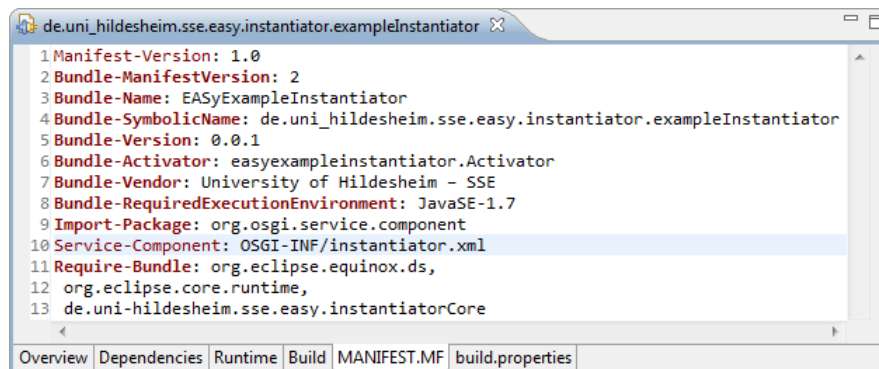 de.uni_hildesheim.sse.easy.instantiator.exampleInstantiator
1 Manifest-Version: 1.0
2 Bundle-ManifestVersion: 2
3 Bundle-Name: EASyExampleInstantiator
4 Bundle-SymbolicName: de.uni_hildesheim.sse.easy.instantiator.exampleInstantiator
5 Bundle-Version: 0.0.1
6 Bundle-Activator: easyexampleinstantiator.Activator
7 Bundle-Vendor: University of Hildesheim – SSE
8 Bundle-RequiredExecutionEnvironment: JavaSE-1.7
9 Import-Package: org.osgi.service.component
10 Service-Component: OSGI-INF/instantiator.xml
11 Require-Bundle: org.eclipse.equinox.ds,
12 org.eclipse.core.runtime,
13 de.uni-hildesheim.sse.easy.instantiatorCore
Overview Dependencies Runtime Build MANIFEST.MF build.properties